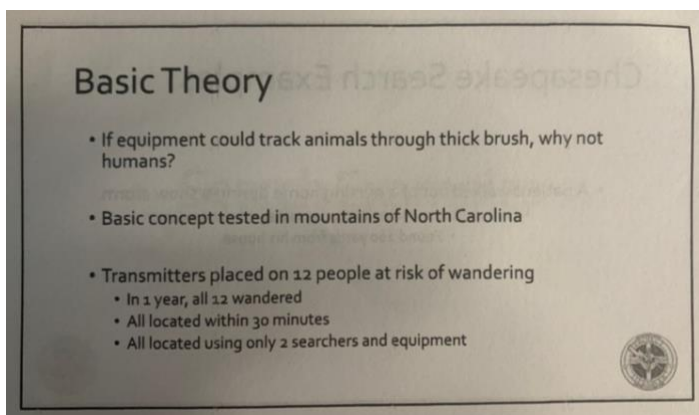 Basic Theory
• If equipment could track animals through thick brush, why not
humans?
• Basic concept tested in mountains of North Carolina
• Transmitters placed on 12 people at risk of wandering
• In 1 year, all 12 wandered
• All located within 30 minutes
• All located using only 2 searchers and equipment